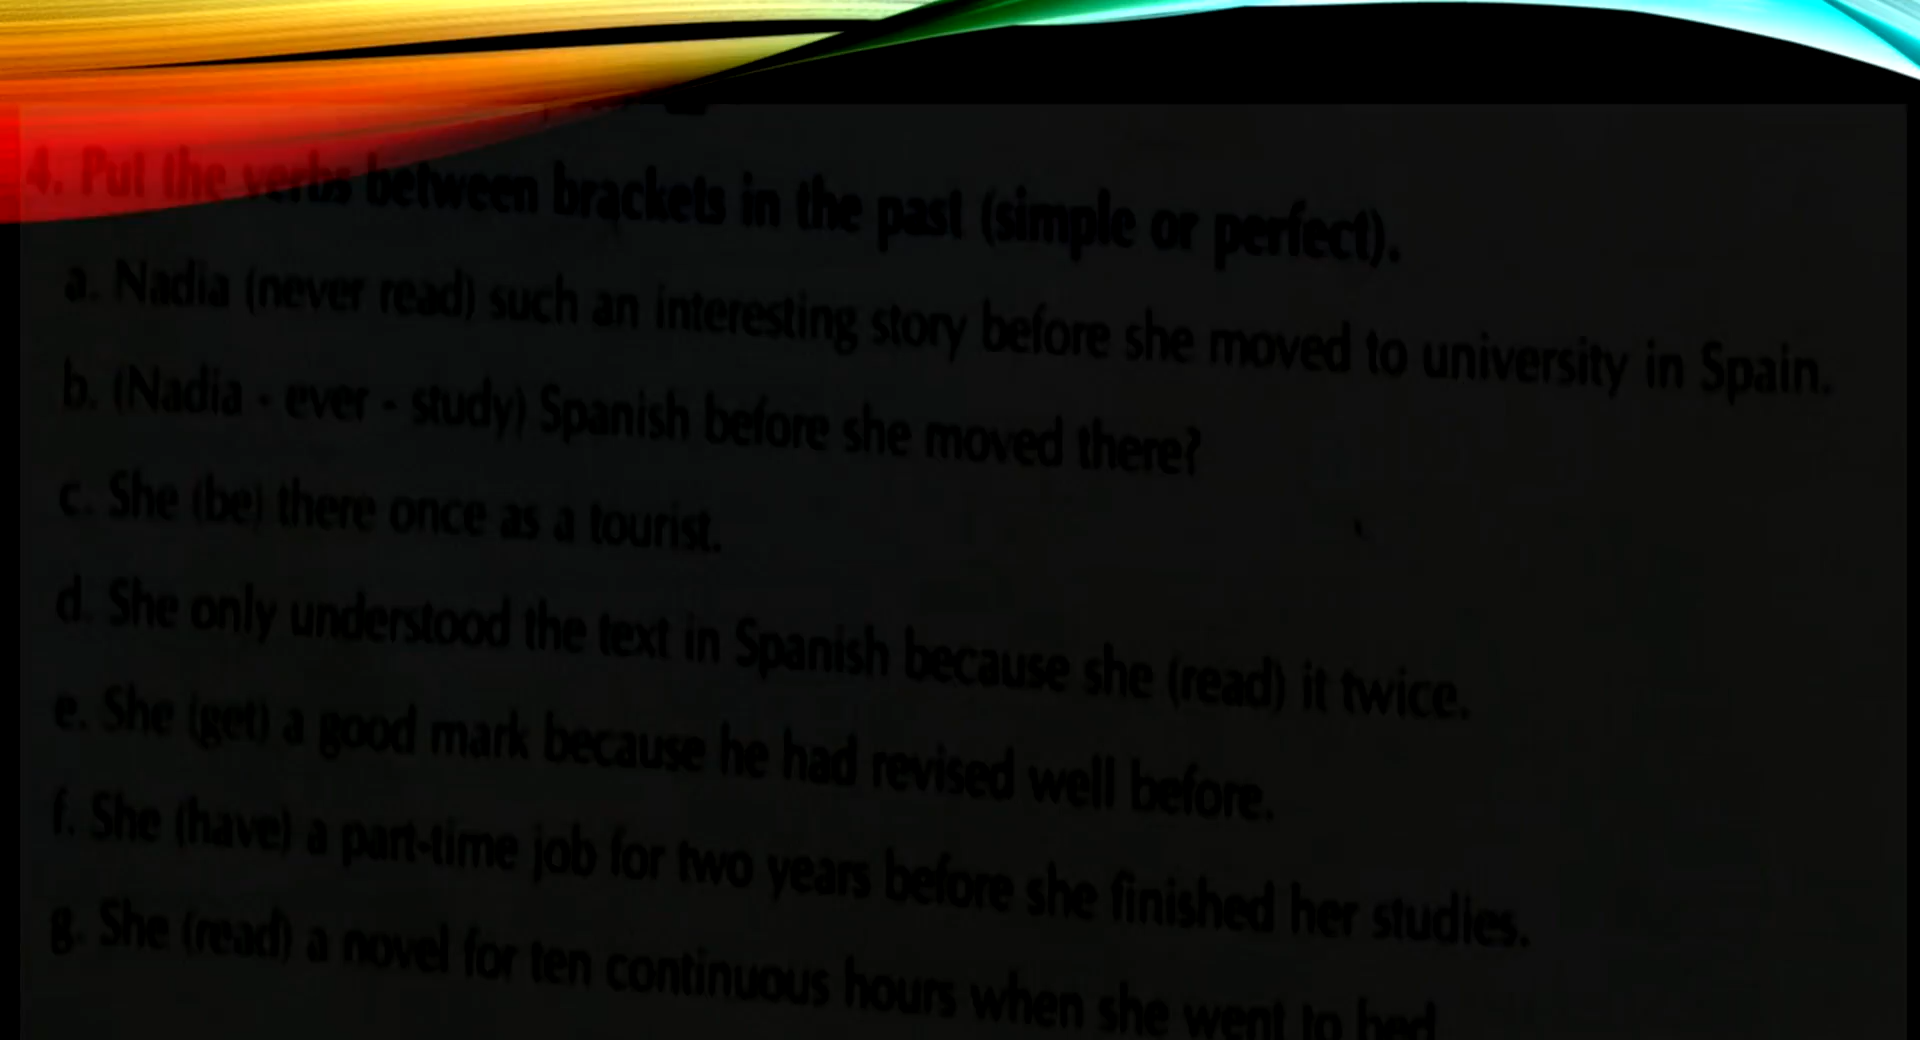 4. Put the verbs between brackets in the past (simple or perfect).
a. Nadia (never read) such an interesting story before she moved to university in Spain.
b. (Nadia - ever - study) Spanish before she moved there?
c. She (be) there once as a tourist.
d. She only understood the text in Spanish because she (read) it twice.
e. She (get) a good mark because he had revised well before.
f. She (have) a part-time job for two years before she finished her studies.
g. She (read) a novel for ten continuous hours when she went to bed